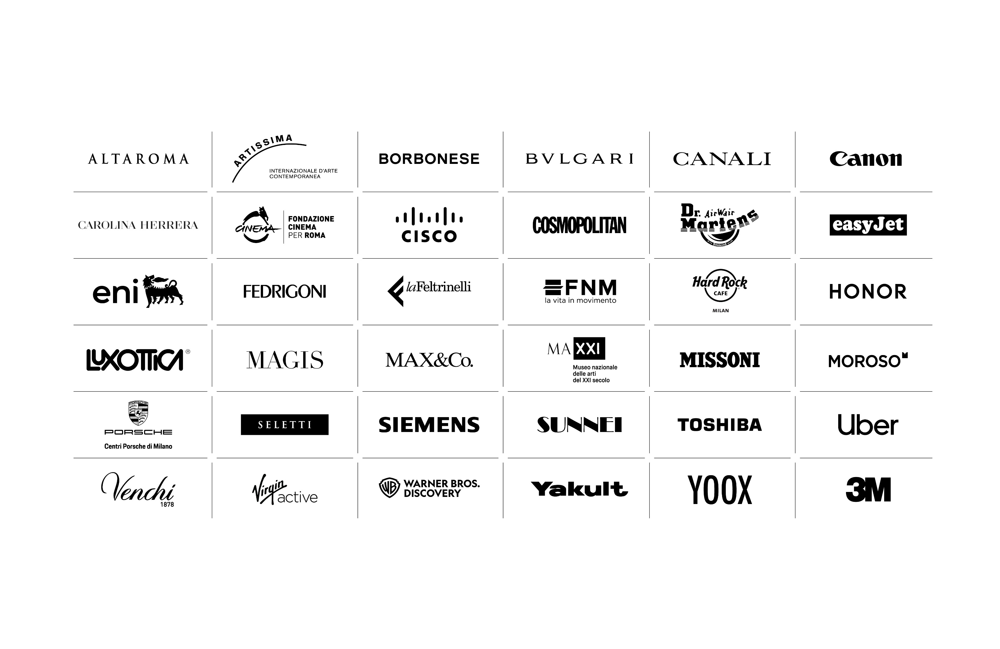 ALTAROMA
ARTISSIMA
INTERNAZIONALE D'ARTE
CONTEMPORANEA
BORBONESE
BVLGARI
CANALI
Canon
CAROLINA HERRERA
CINEMA
FONDAZIONE
CINEMA
PER ROMA
CISCO
COSMOPOLITAN
Dr. AirWair
Martens
WITH Bouncing SOLES
easyJet
eni
FEDRIGONI
laFeltrinelli
FNM
la vita in movimento
Hard Rock
CAFE
MILAN
HONOR
LUXOTTICA ®
MAGIS
MAX&Co.
MAXXI
Museo nazionale
delle arti
del XXI secolo
MISSONI
MOROSO
PORSCHE
PORSCHE
Centri Porsche di Milano
SELETTI
SIEMENS
SUNNEI
TOSHIBA
Uber
Venchi
1878
Virgin
active
WB
WARNER BROS.
DISCOVERY
Yakult
YOOX
3M